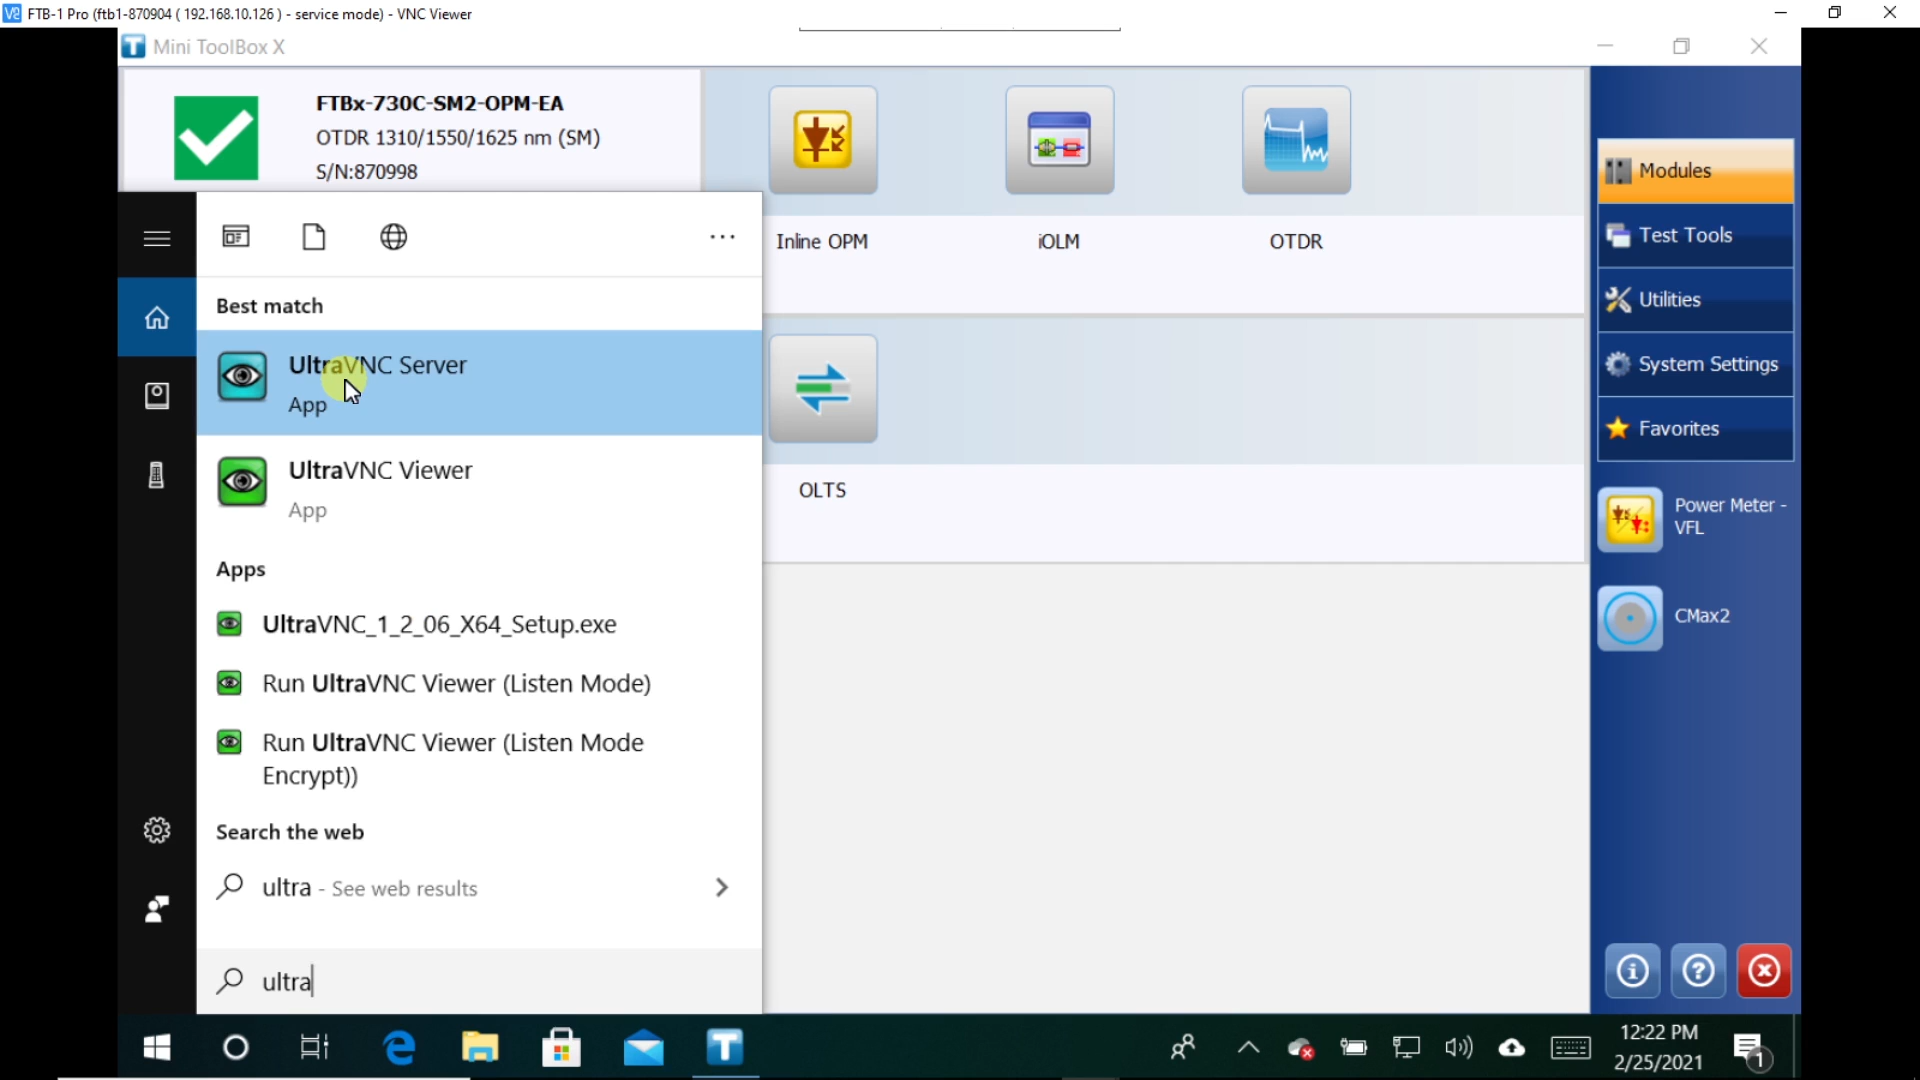 FTB-1 Pro (ftb1-870904 ( 192.168.10.126 ) - service mode) - VNC Viewer
Mini ToolBox X
FTBx-730C-SM2-OPM-EA
OTDR 1310/1550/1625 nm (SM)
S/N:870998
Inline OPM
iOLM
OTDR
OLTS
Best match
UltraVNC Server
App
UltraVNC Viewer
App
Apps
UltraVNC_1_2_06_X64_Setup.exe
Run UltraVNC Viewer (Listen Mode)
Run UltraVNC Viewer (Listen Mode
Encrypt))
Search the web
ultra - See web results
ultra
Modules
Test Tools
Utilities
System Settings
Favorites
Power Meter -
VFL
CMax2
12:22 PM
2/25/2021
1